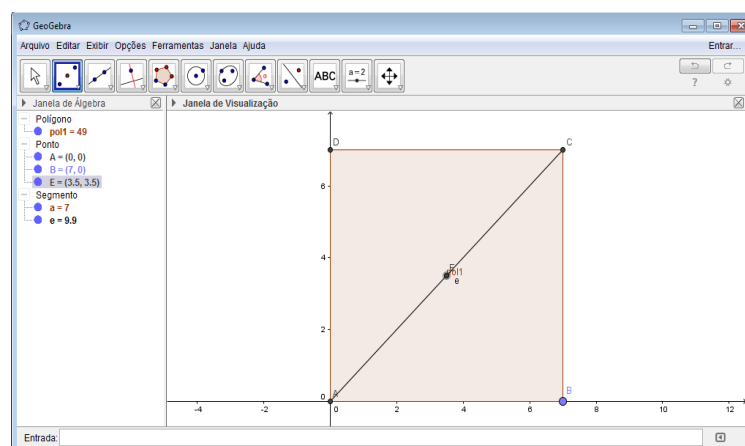 GeoGebra
Arquivo Editar Exibir Opções Ferramentas Janela Ajuda
Entrar...
ABC
a=2
?
Janela de Álgebra
Janela de Visualização
Polígono
pol1 = 49
Ponto
A = (0, 0)
B = (7, 0)
E = (3.5, 3.5)
Segmento
a = 7
e = 9.9
D
C
6
4
E
pol1
e
2
0
A
B
-4
-2
0
2
4
6
8
10
12
Entrada: